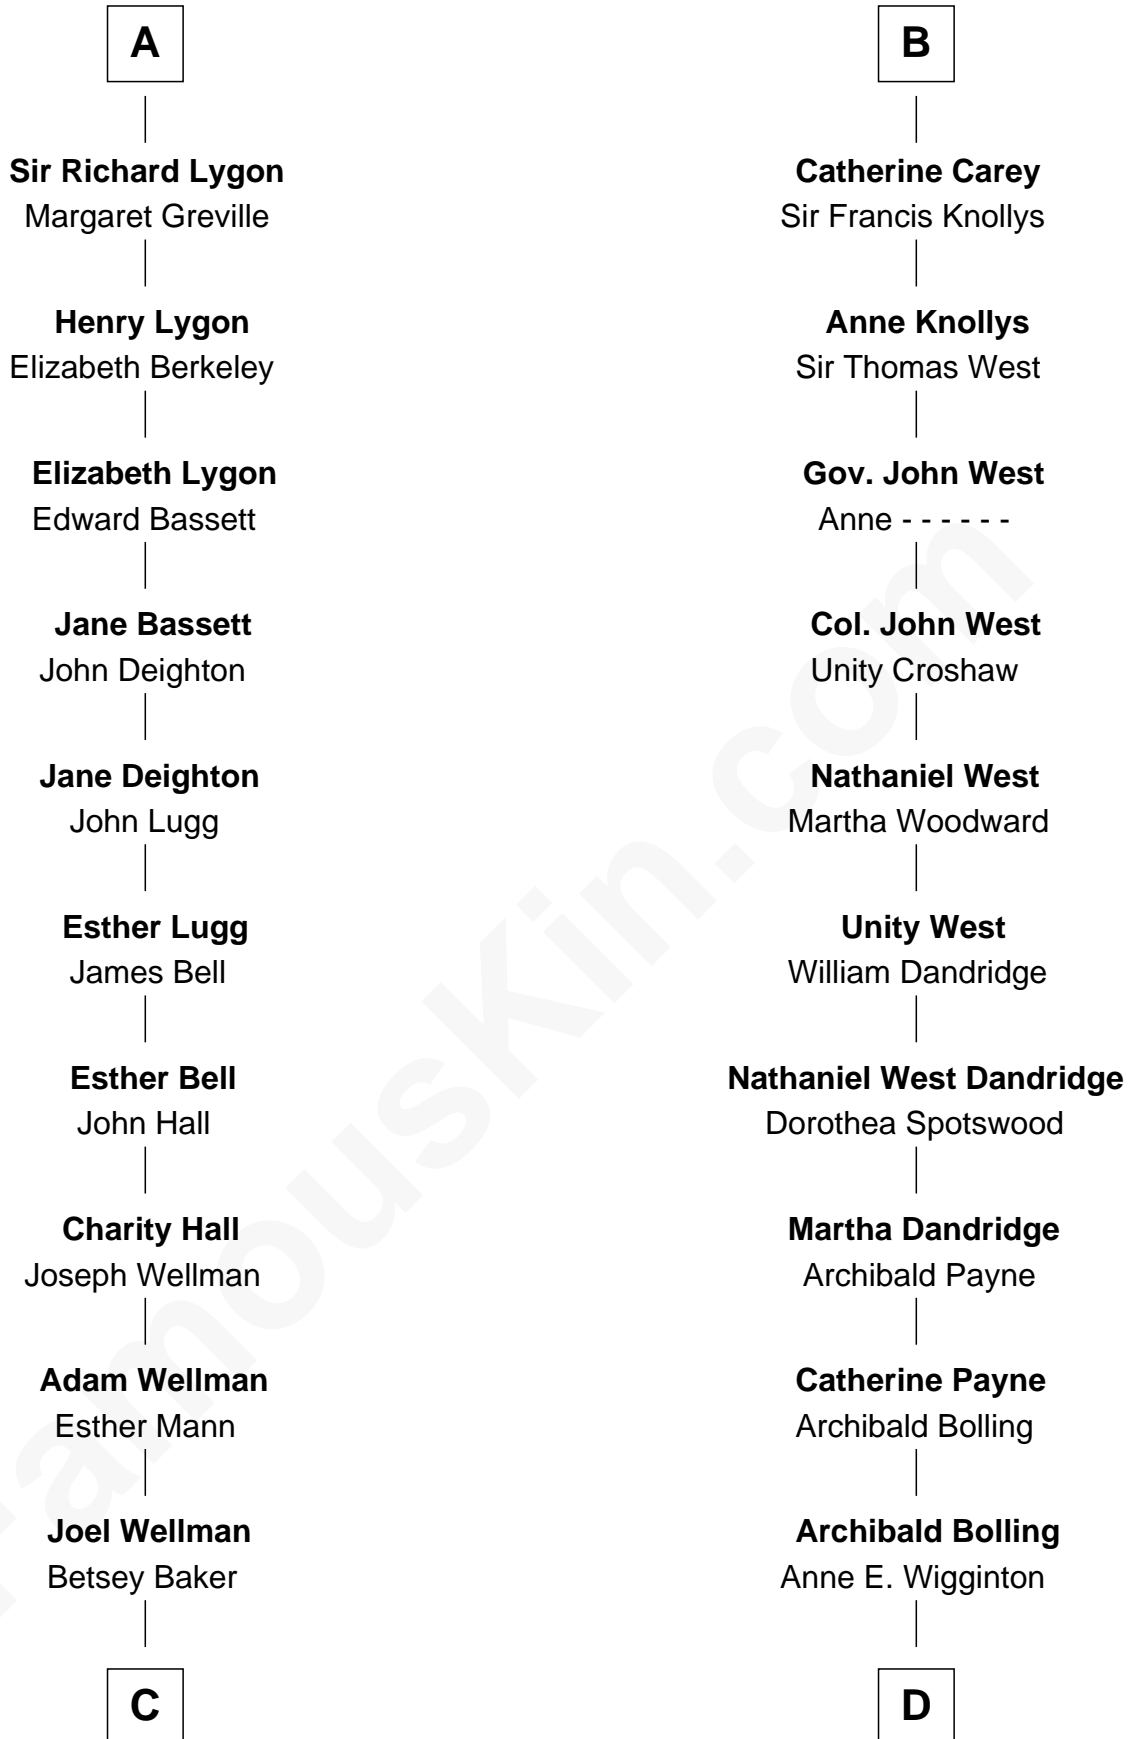 A
Sir Richard Lygon
Margaret Greville
Henry Lygon
Elizabeth Berkeley
Elizabeth Lygon
Edward Bassett
Jane Bassett
John Deighton
Jane Deighton
John Lugg
Esther Lugg
James Bell
Esther Bell
John Hall
Charity Hall
Joseph Wellman
Adam Wellman
Esther Mann
Joel Wellman
Betsey Baker
C
B
Catherine Carey
Sir Francis Knollys
Anne Knollys
Sir Thomas West
Gov. John West
Anne - - - - - -
Col. John West
Unity Croshaw
Nathaniel West
Martha Woodward
Unity West
William Dandridge
Nathaniel West Dandridge
Dorothea Spotswood
Martha Dandridge
Archibald Payne
Catherine Payne
Archibald Bolling
Archibald Bolling
Anne E. Wigginton
D
FamousKin.com